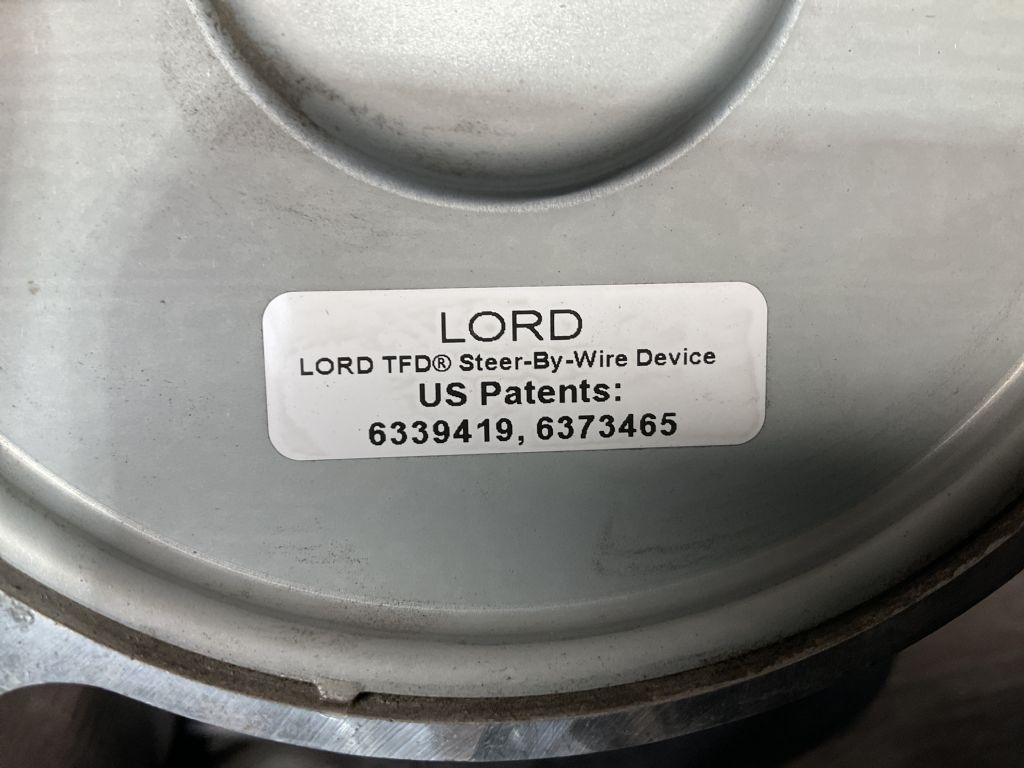 LORD
LORD TFD® Steer-By-Wire Device
US Patents:
6339419, 6373465